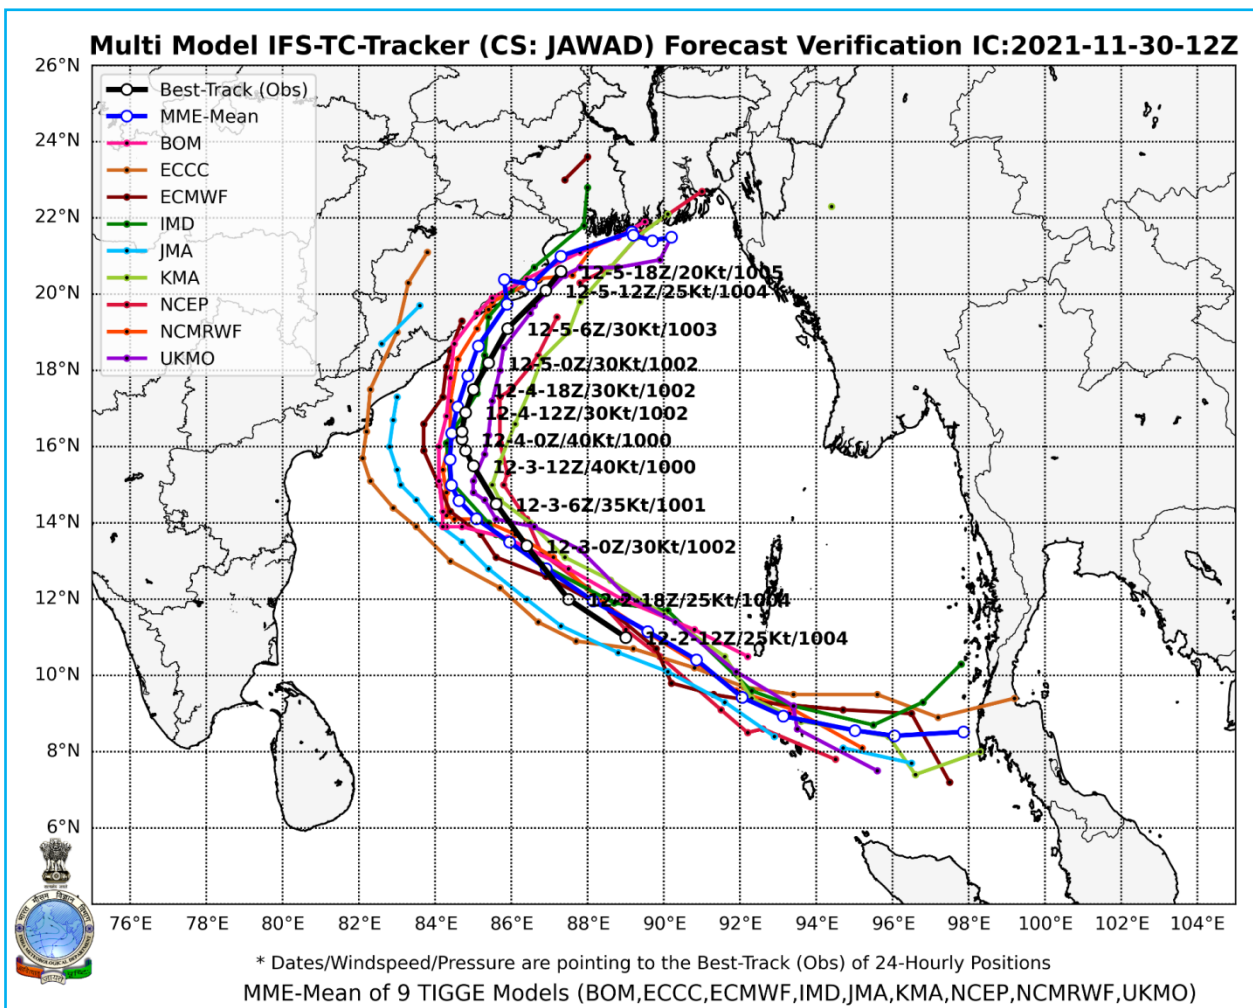 Multi Model IFS-TC-Tracker (CS: JAWAD) Forecast Verification IC:2021-11-30-12Z
26°N
24°N
22°N
20°N
18°N
16°N
14°N
12°N
10°N
8°N
6°N
Best-Track (Obs)
MME-Mean
BOM
ECCC
ECMWF
IMD
JMA
KMA
NCEP
NCMRWF
UKMO
12-5-18Z/20Kt/1005
12-5-12Z/25Kt/1004
12-5-6Z/30Kt/1003
12-5-0Z/30Kt/1002
12-4-18Z/30Kt/1002
12-4-12Z/30Kt/1002
12-4-0Z/40Kt/1000
12-3-12Z/40Kt/1000
12-3-6Z/35Kt/1001
12-3-0Z/30Kt/1002
12-2-18Z/25Kt/1004
12-2-12Z/25Kt/1004
76°E 78°E 80°E 82°E 84°E 86°E 88°E 90°E 92°E 94°E 96°E 98°E 100°E 102°E 104°E
* Dates/Windspeed/Pressure are pointing to the Best-Track (Obs) of 24-Hourly Positions
MME-Mean of 9 TIGGE Models (BOM,ECCC,ECMWF,IMD,JMA,KMA,NCEP,NCMRWF,UKMO)